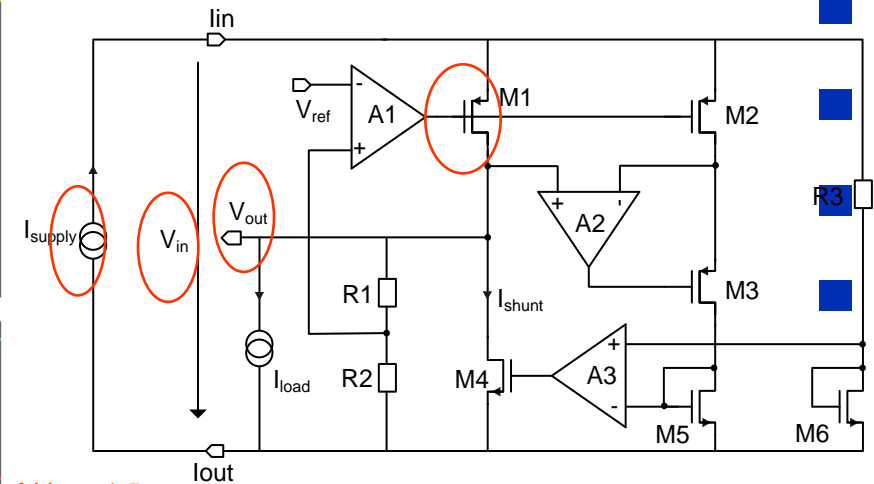 Iin
M1
Vref
-
A1
+
M2
Isupply
Vin
Vout
+
-
A2
R3
R1
Ishunt
M3
Iload
R2
M4
A3
+
-
M5
M6
Iout